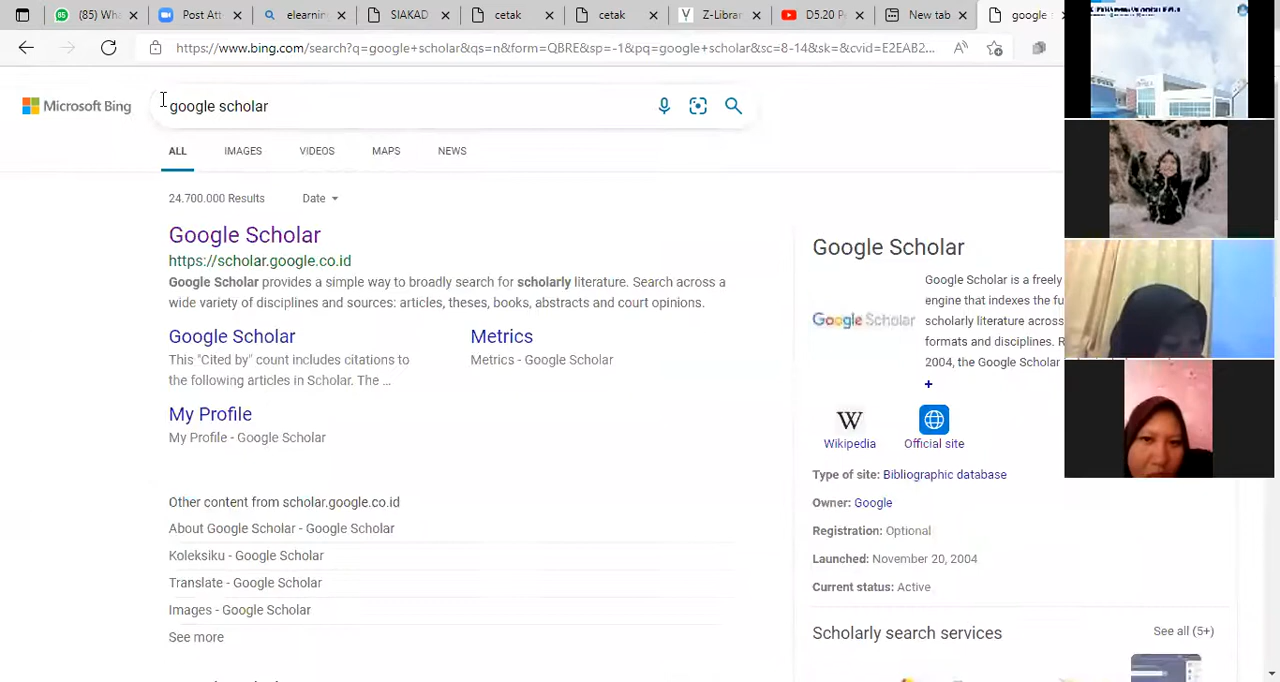 (85) Wha
Post Att
elearnin
SIAKAD
cetak
cetak
Z-Librar
D5.20 P
New tab
google
https://www.bing.com/search?q=google+scholar&qs=n&form=QBRE&sp=-1&pq=google+scholar&sc=8-14&sk=&cvid=E2EAB2...
Microsoft Bing
google scholar
ALL IMAGES VIDEOS MAPS NEWS
24.700.000 Results Date
Google Scholar
https://scholar.google.co.id
Google Scholar provides a simple way to broadly search for scholarly literature. Search across a
wide variety of disciplines and sources: articles, theses, books, abstracts and court opinions.
Google Scholar
This "Cited by" count includes citations to
the following articles in Scholar. The ...
Metrics
Metrics - Google Scholar
My Profile
My Profile - Google Scholar
Other content from scholar.google.co.id
About Google Scholar - Google Scholar
Koleksiku - Google Scholar
Translate - Google Scholar
Images - Google Scholar
See more
Google Scholar
Google Scholar
Google Scholar is a freely
engine that indexes the fu
scholarly literature across
formats and disciplines. R
2004, the Google Scholar
+
W
Wikipedia
Official site
Type of site: Bibliographic database
Owner: Google
Registration: Optional
Launched: November 20, 2004
Current status: Active
Scholarly search services See all (5+)